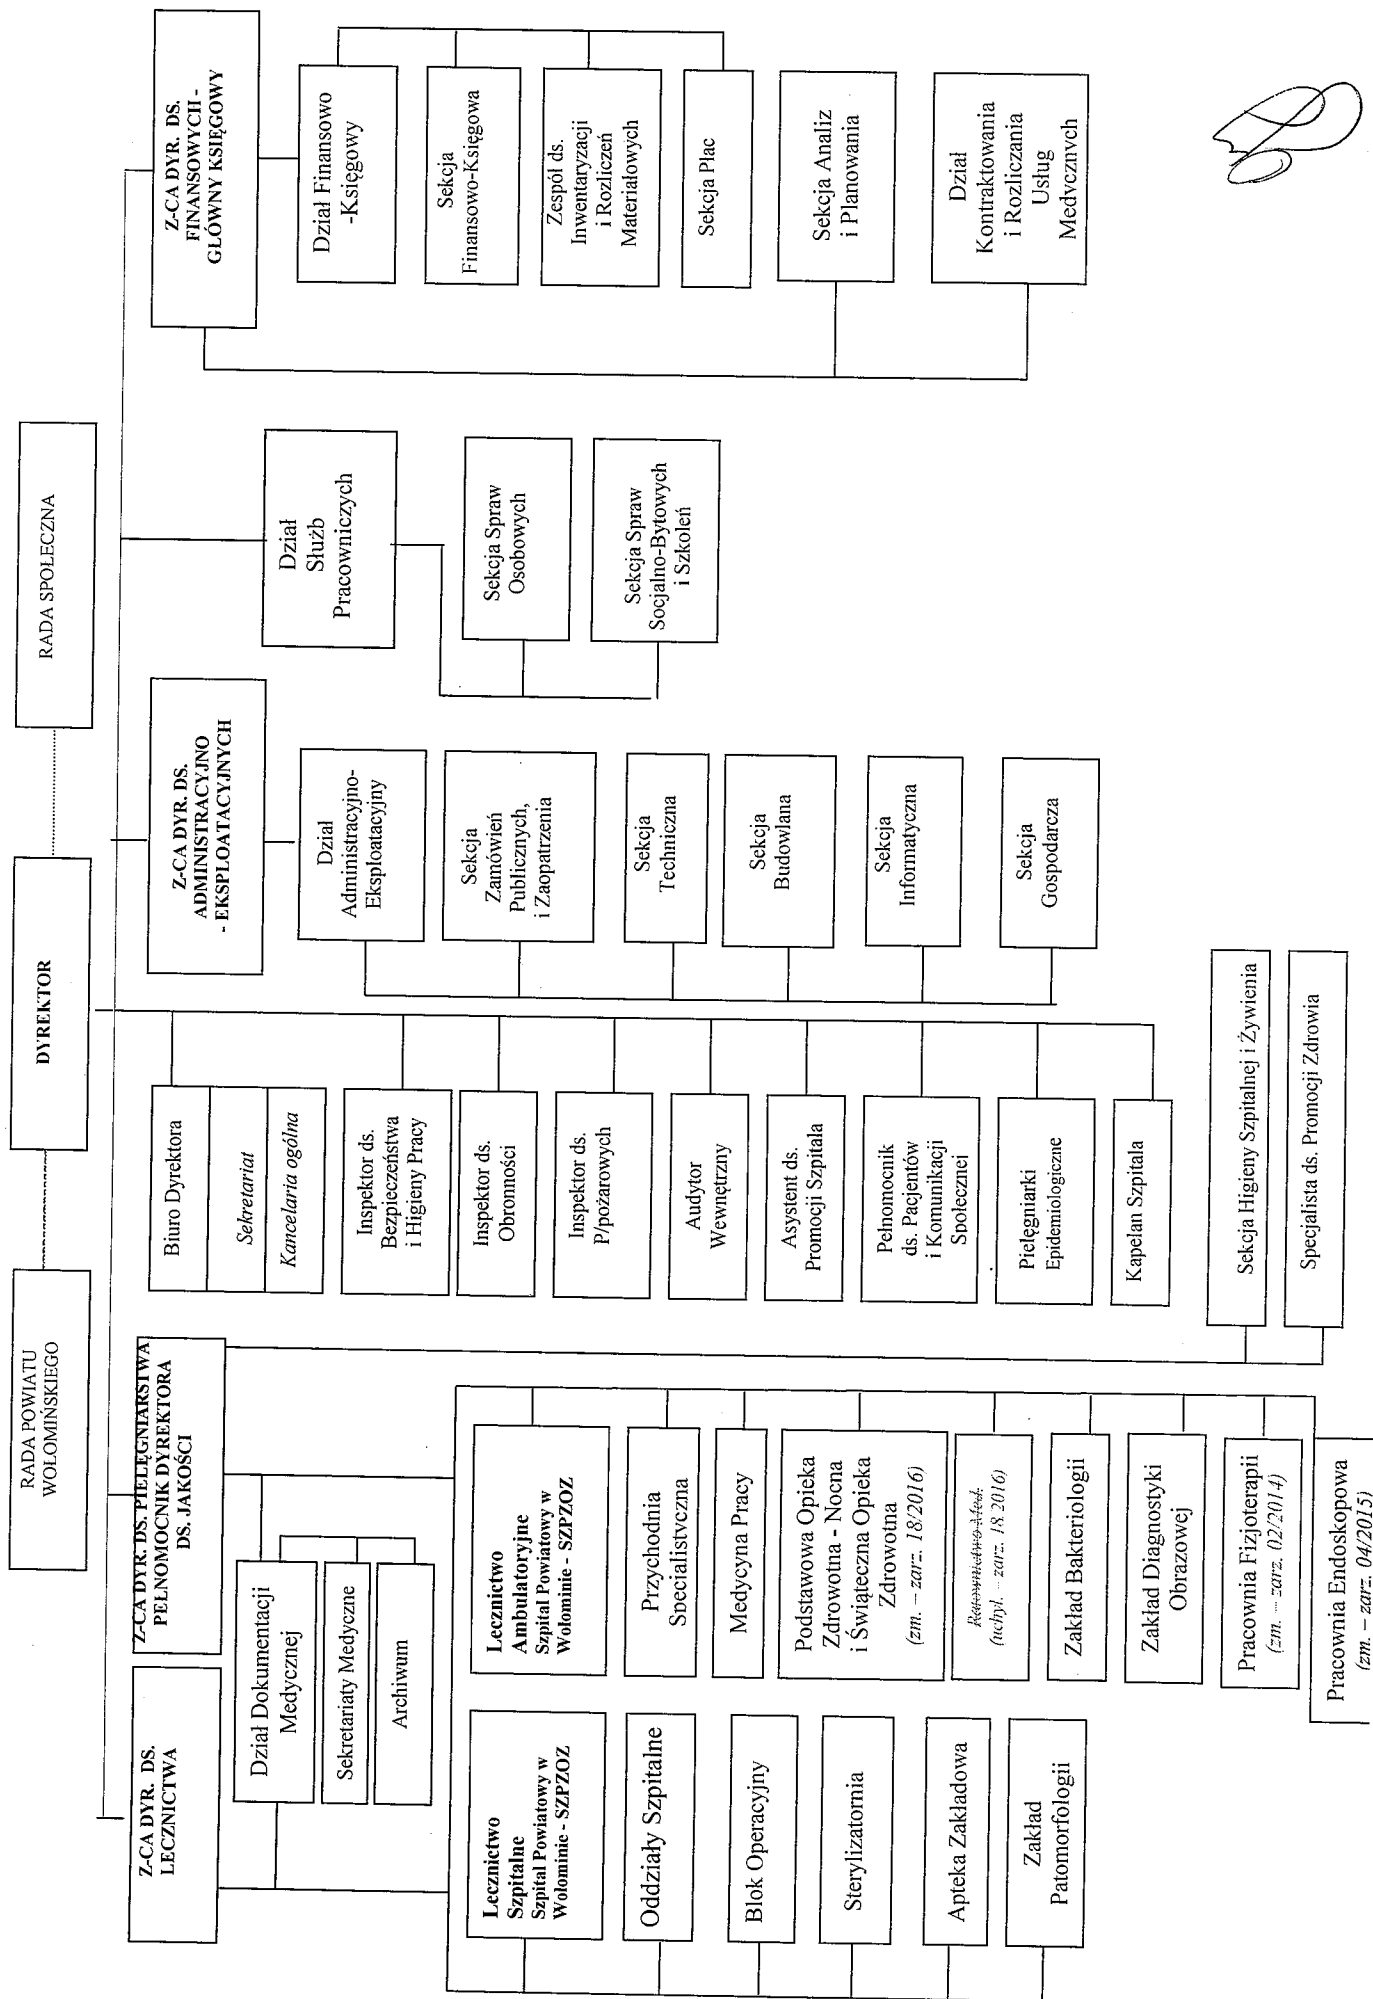 RADA POWIATU
WOŁOMIŃSKIEGO
DYREKTOR
RADA SPOŁECZNA
Z-CA DYR. DS.
LECZNICTWA
Z-CA DYR. DS. PIELĘGNIARSTWA
PEŁNOMOCNIK DYREKTORA
DS. JAKOŚCI
Dział Dokumentacji
Medycznej
Sekretariaty Medyczne
Archiwum
Lecznictwo
Szpitalne
Szpital Powiatowy w
Wołominie - SZPZOZ
Oddziały Szpitalne
Blok Operacyjny
Sterylizatornia
Apteka Zakładowa
Zakład
Patomorfologii
Lecznictwo
Ambulatoryjne
Szpital Powiatowy w
Wołominie - SZPZOZ
Przychodnia
Specjalistyczna
Medycyna Pracy
Podstawowa Opieka
Zdrowotna - Nocna
i Świąteczna Opieka
Zdrowotna
(zm. – zarz. 18/2016)
Ratownictwo Med.
(uchyl. – zarz. 18.2016)
Zakład Bakteriologii
Zakład Diagnostyki
Obrazowej
Pracownia Fizjoterapii
(zm. – zarz. 02/2014)
Pracownia Endoskopowa
(zm. – zarz. 04/2015)
Sekcja Higieny Szpitalnej i Żywienia
Specjalista ds. Promocji Zdrowia
Biuro Dyrektora
Sekretariat
Kancelaria ogólna
Inspektor ds.
Bezpieczeństwa
i Higieny Pracy
Inspektor ds.
Obronności
Inspektor ds.
P/pożarowych
Audytor
Wewnętrzny
Asystent ds.
Promocji Szpitala
Pełnomocnik
ds. Pacjentów
i Komunikacji
Społecznej
Pielęgniarki
Epidemiologiczne
Kapelan Szpitala
Z-CA DYR. DS.
ADMINISTRACYJNO
- EKSPLOATACYJNYCH
Dział
Administracyjno-
Eksploatacyjny
Sekcja
Zamówień
Publicznych,
i Zaopatrzenia
Sekcja
Techniczna
Sekcja
Budowlana
Sekcja
Informatyczna
Sekcja
Gospodarcza
Dział
Służb
Pracowniczych
Sekcja Spraw
Osobowych
Sekcja Spraw
Socjalno-Bytowych
i Szkoleń
Z-CA DYR. DS.
FINANSOWYCH -
GŁÓWNY KSIĘGOWY
Dział Finansowo
-Księgowy
Sekcja
Finansowo-Księgowa
Zespół ds.
Inwentaryzacji
i Rozliczeń
Materiałowych
Sekcja Płac
Sekcja Analiz
i Planowania
Dział
Kontraktowania
i Rozliczania
Usług
Medycznych